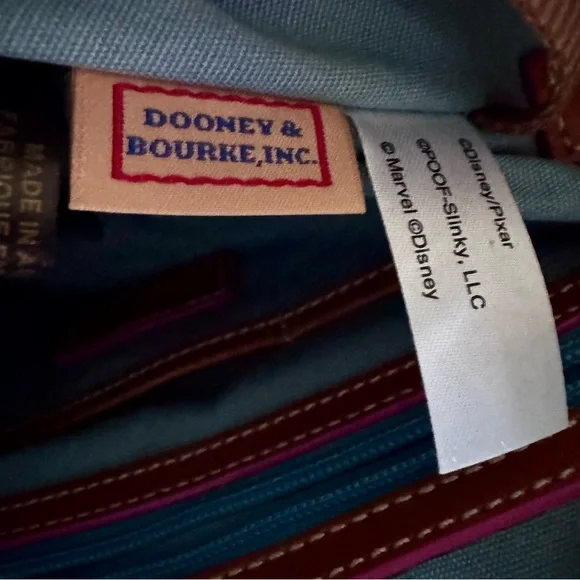 DOONEY &
BOURKE, INC.
©Disney/Pixar
©POOF-Slinky, LLC
© Marvel ©Disney
MADE IN